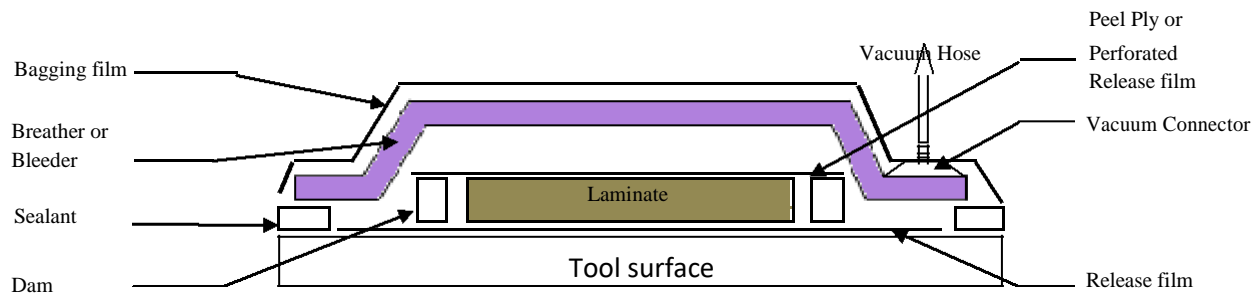 Bagging film
Breather or
Bleeder
Sealant
Dam
Vacuum Hose
Peel Ply or
Perforated
Release film
Vacuum Connector
Laminate
Tool surface
Release film